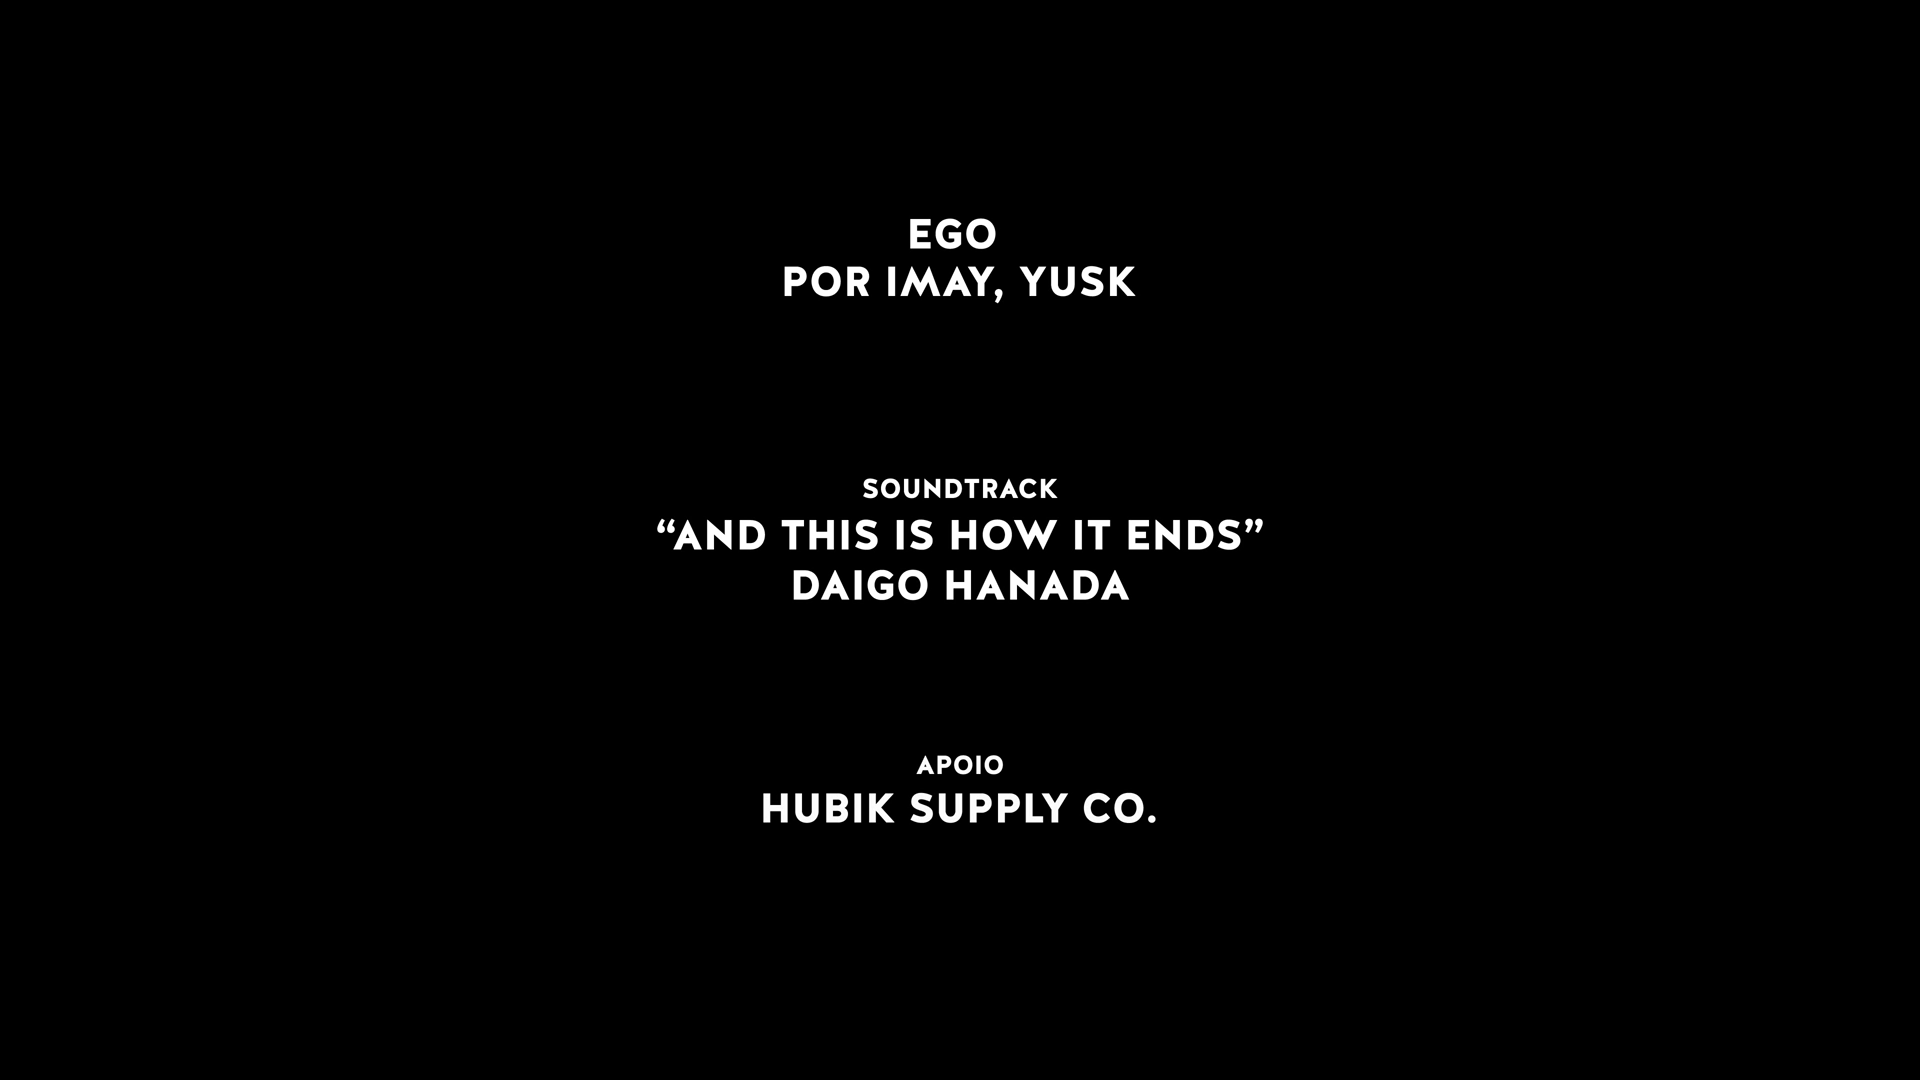 EGO
POR IMAY, YUSK
SOUNDTRACK
“AND THIS IS HOW IT ENDS”
DAIGO HANADA
APOIO
HUBIK SUPPLY CO.